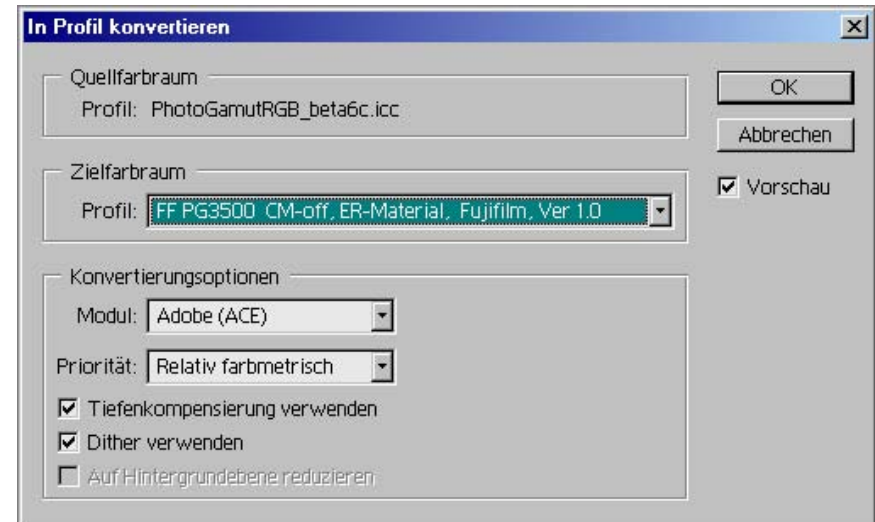 In Profil konvertieren
Quellfarbraum
Profil: PhotoGamutRGB_beta6c.icc
Zielfarbraum
Profil: FF PG3500 CM-off, ER-Material, Fujifilm, Ver 1.0
Konvertierungsoptionen
Modul: Adobe (ACE)
Priorität: Relativ farbmetrisch
Tiefenkompensierung verwenden
Dither verwenden
Auf Hintergrundebene reduzieren
OK
Abbrechen
Vorschau